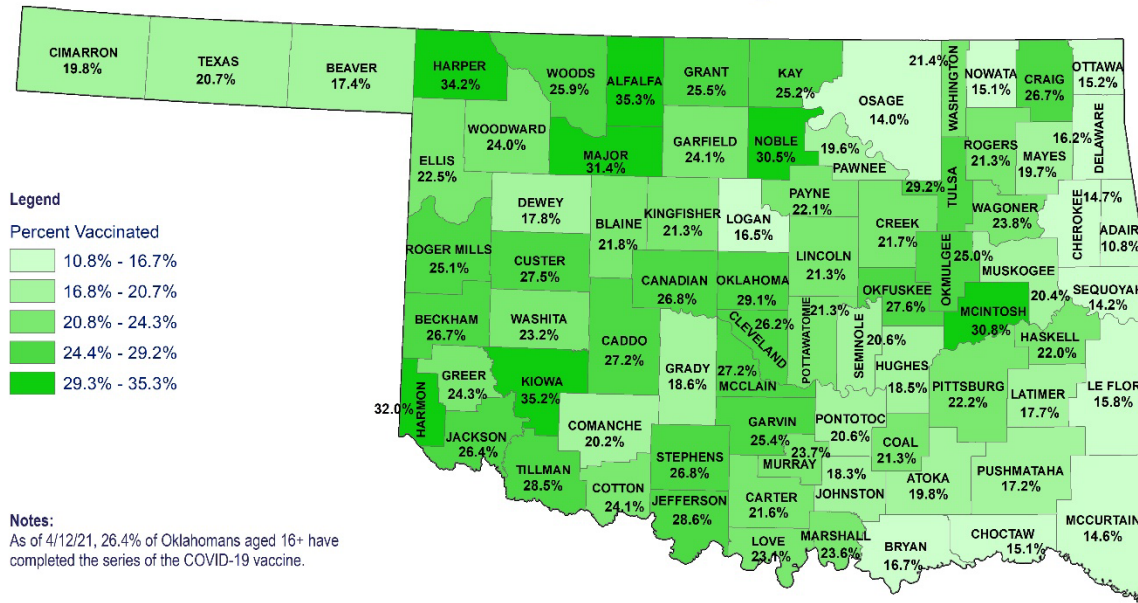 CIMARRON
19.8%
TEXAS
20.7%
BEAVER
17.4%
HARPER
34.2%
WOODS
25.9%
ALFALFA
35.3%
GRANT
25.5%
KAY
25.2%
OSAGE
14.0%
21.4%
WASHINGTON
NOWATA
15.1%
CRAIG
26.7%
OTTAWA
15.2%
ELLIS
22.5%
WOODWARD
24.0%
MAJOR
31.4%
GARFIELD
24.1%
NOBLE
30.5%
19.6%
PAWNEE
29.2%
TULSA
ROGERS
21.3%
MAYES
19.7%
16.2%
DELAWARE
DEWEY
17.8%
BLAINE
21.8%
KINGFISHER
21.3%
LOGAN
16.5%
PAYNE
22.1%
CREEK
21.7%
WAGONER
23.8%
CHEROKEE
14.7%
ADAIR
10.8%
ROGER MILLS
25.1%
CUSTER
27.5%
CANADIAN
26.8%
OKLAHOMA
29.1%
LINCOLN
21.3%
OKFUSKEE
27.6%
OKMULGEE
25.0%
MUSKOGEE
20.4%
SEQUOYAH
14.2%
BECKHAM
26.7%
WASHITA
23.2%
CADDO
27.2%
GRADY
18.6%
26.2%
CLEVELAND
27.2%
MCCLAIN
POTTAWATOMIE
21.3%
SEMINOLE
20.6%
HUGHES
18.5%
MCINTOSH
30.8%
HASKELL
22.0%
PITTSBURG
22.2%
LATIMER
17.7%
LE FLOR
15.8%
32.0%
HARMON
GREER
24.3%
KIOWA
35.2%
JACKSON
26.4%
TILLMAN
28.5%
COMANCHE
20.2%
COTTON
24.1%
STEPHENS
26.8%
JEFFERSON
28.6%
GARVIN
25.4%
23.7%
MURRAY
CARTER
21.6%
LOVE
23.1%
PONTOTOC
20.6%
18.3%
JOHNSTON
MARSHALL
23.6%
COAL
21.3%
ATOKA
19.8%
BRYAN
16.7%
PUSHMATAHA
17.2%
CHOCTAW
15.1%
MCCURTAIN
14.6%
Legend
Percent Vaccinated
10.8% - 16.7%
16.8% - 20.7%
20.8% - 24.3%
24.4% - 29.2%
29.3% - 35.3%
Notes:
As of 4/12/21, 26.4% of Oklahomans aged 16+ have
completed the series of the COVID-19 vaccine.